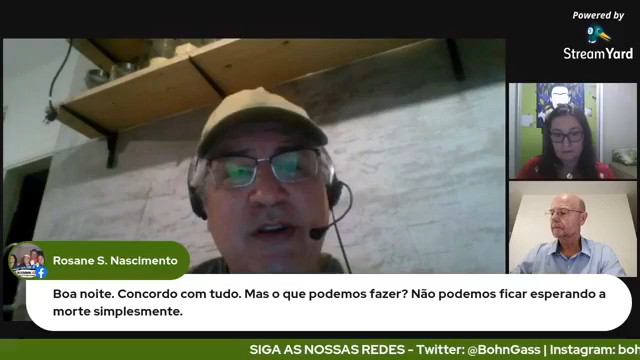 Powered by
StreamYard
Rosane S. Nascimento
Boa noite. Concordo com tudo. Mas o que podemos fazer? Não podemos ficar esperando a
morte simplesmente.
SIGA AS NOSSAS REDES - Twitter: @BohnGass | Instagram: boh